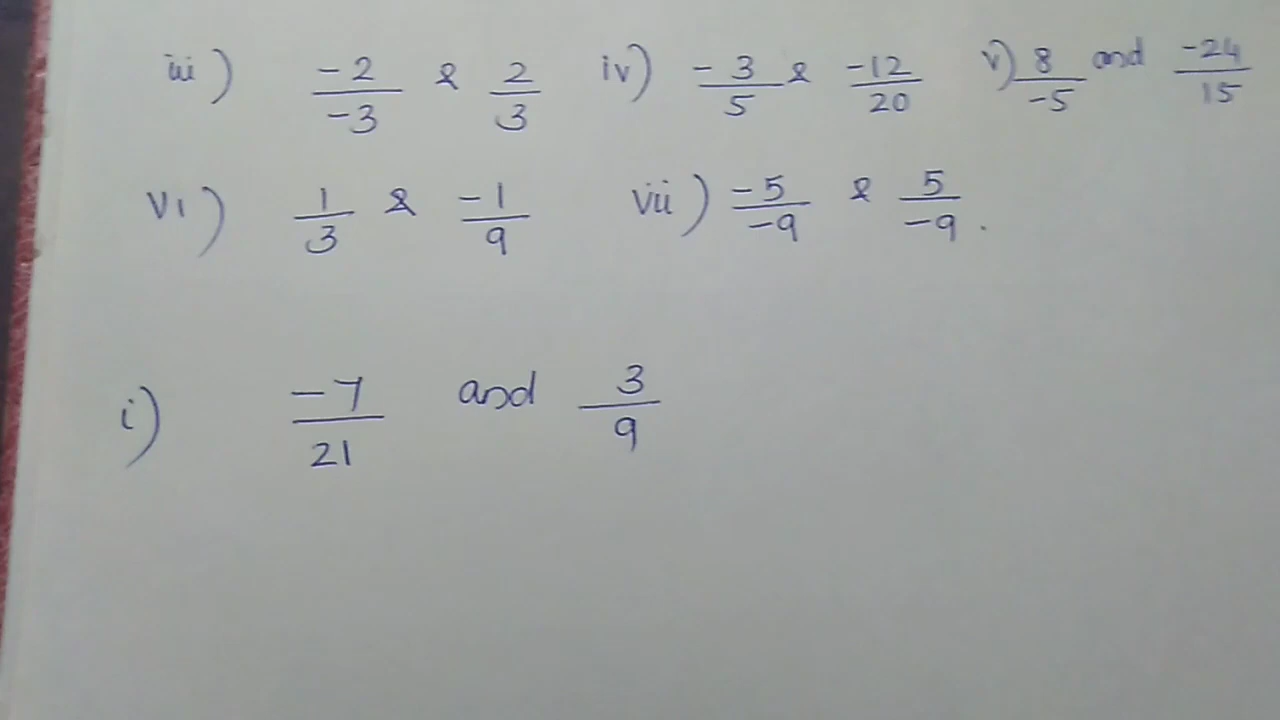 iii) -2/-3 & 2/3 iv) -3/5 & -12/20 v) 8/-5 and -24/15
vi) 1/3 & -1/9 vii) -5/-9 & 5/-9.
i) -7/21 and 3/9